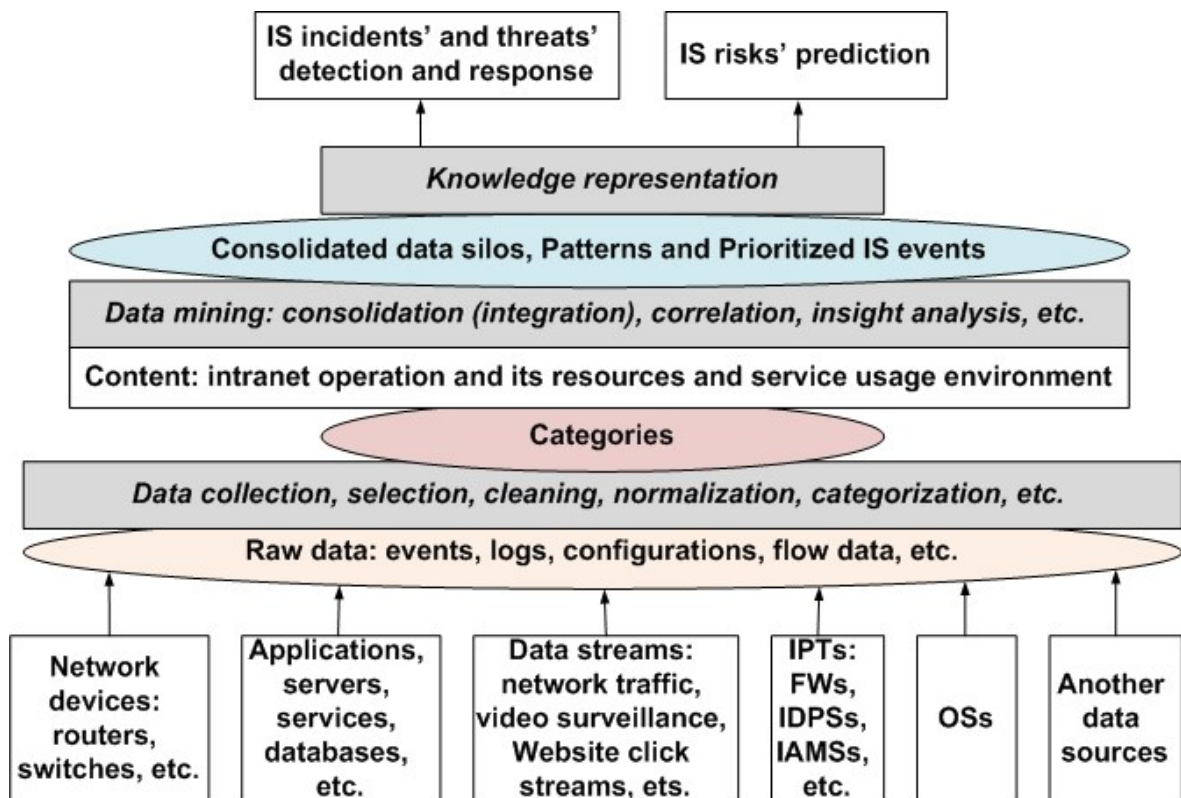 IS incidents’ and threats’
detection and response
IS risks’ prediction
Knowledge representation
Consolidated data silos, Patterns and Prioritized IS events
Data mining: consolidation (integration), correlation, insight analysis, etc.
Content: intranet operation and its resources and service usage environment
Categories
Data collection, selection, cleaning, normalization, categorization, etc.
Raw data: events, logs, configurations, flow data, etc.
Network
devices:
routers,
switches, etc.
Applications,
servers,
services,
databases,
etc.
Data streams:
network traffic,
video surveillance,
Website click
streams, ets.
IPTs:
FWs,
IDPSs,
IAMSs,
etc.
OSs
Another
data
sources